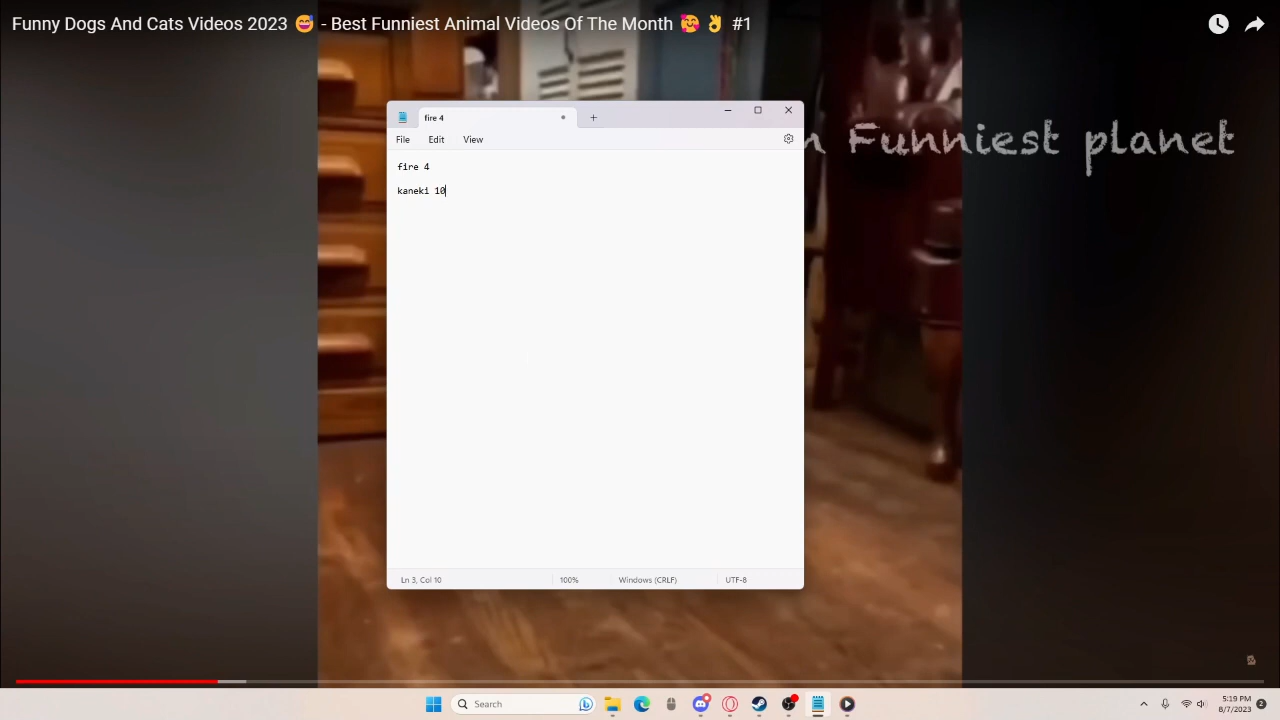 Funny Dogs And Cats Videos 2023 😅 - Best Funniest Animal Videos Of The Month 🥰 👌 #1
n Funniest planet
fire 4
File Edit View
fire 4
kaneki 10
Ln 3, Col 10 100% Windows (CRLF) UTF-8
Search
5:19 PM
8/7/2023 2